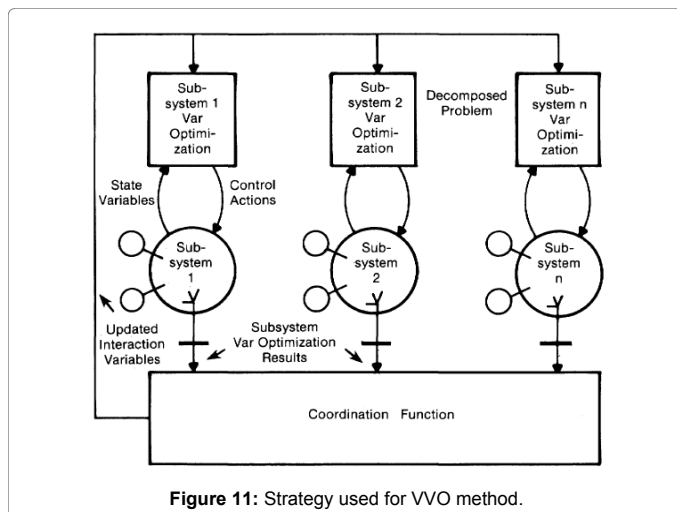 Sub-
system 1
Var
Optimi-
zation
Sub-
system 2
Var
Optimi-
zation
Decomposed
Problem
Sub-
system n
Var
Optimi-
zation
State
Variables
Control
Actions
Sub-
system
1
Sub-
system
2
Sub-
system
n
Updated
Interaction
Variables
Subsystem
Var Optimization
Results
Coordination Function
Figure 11: Strategy used for VVO method.